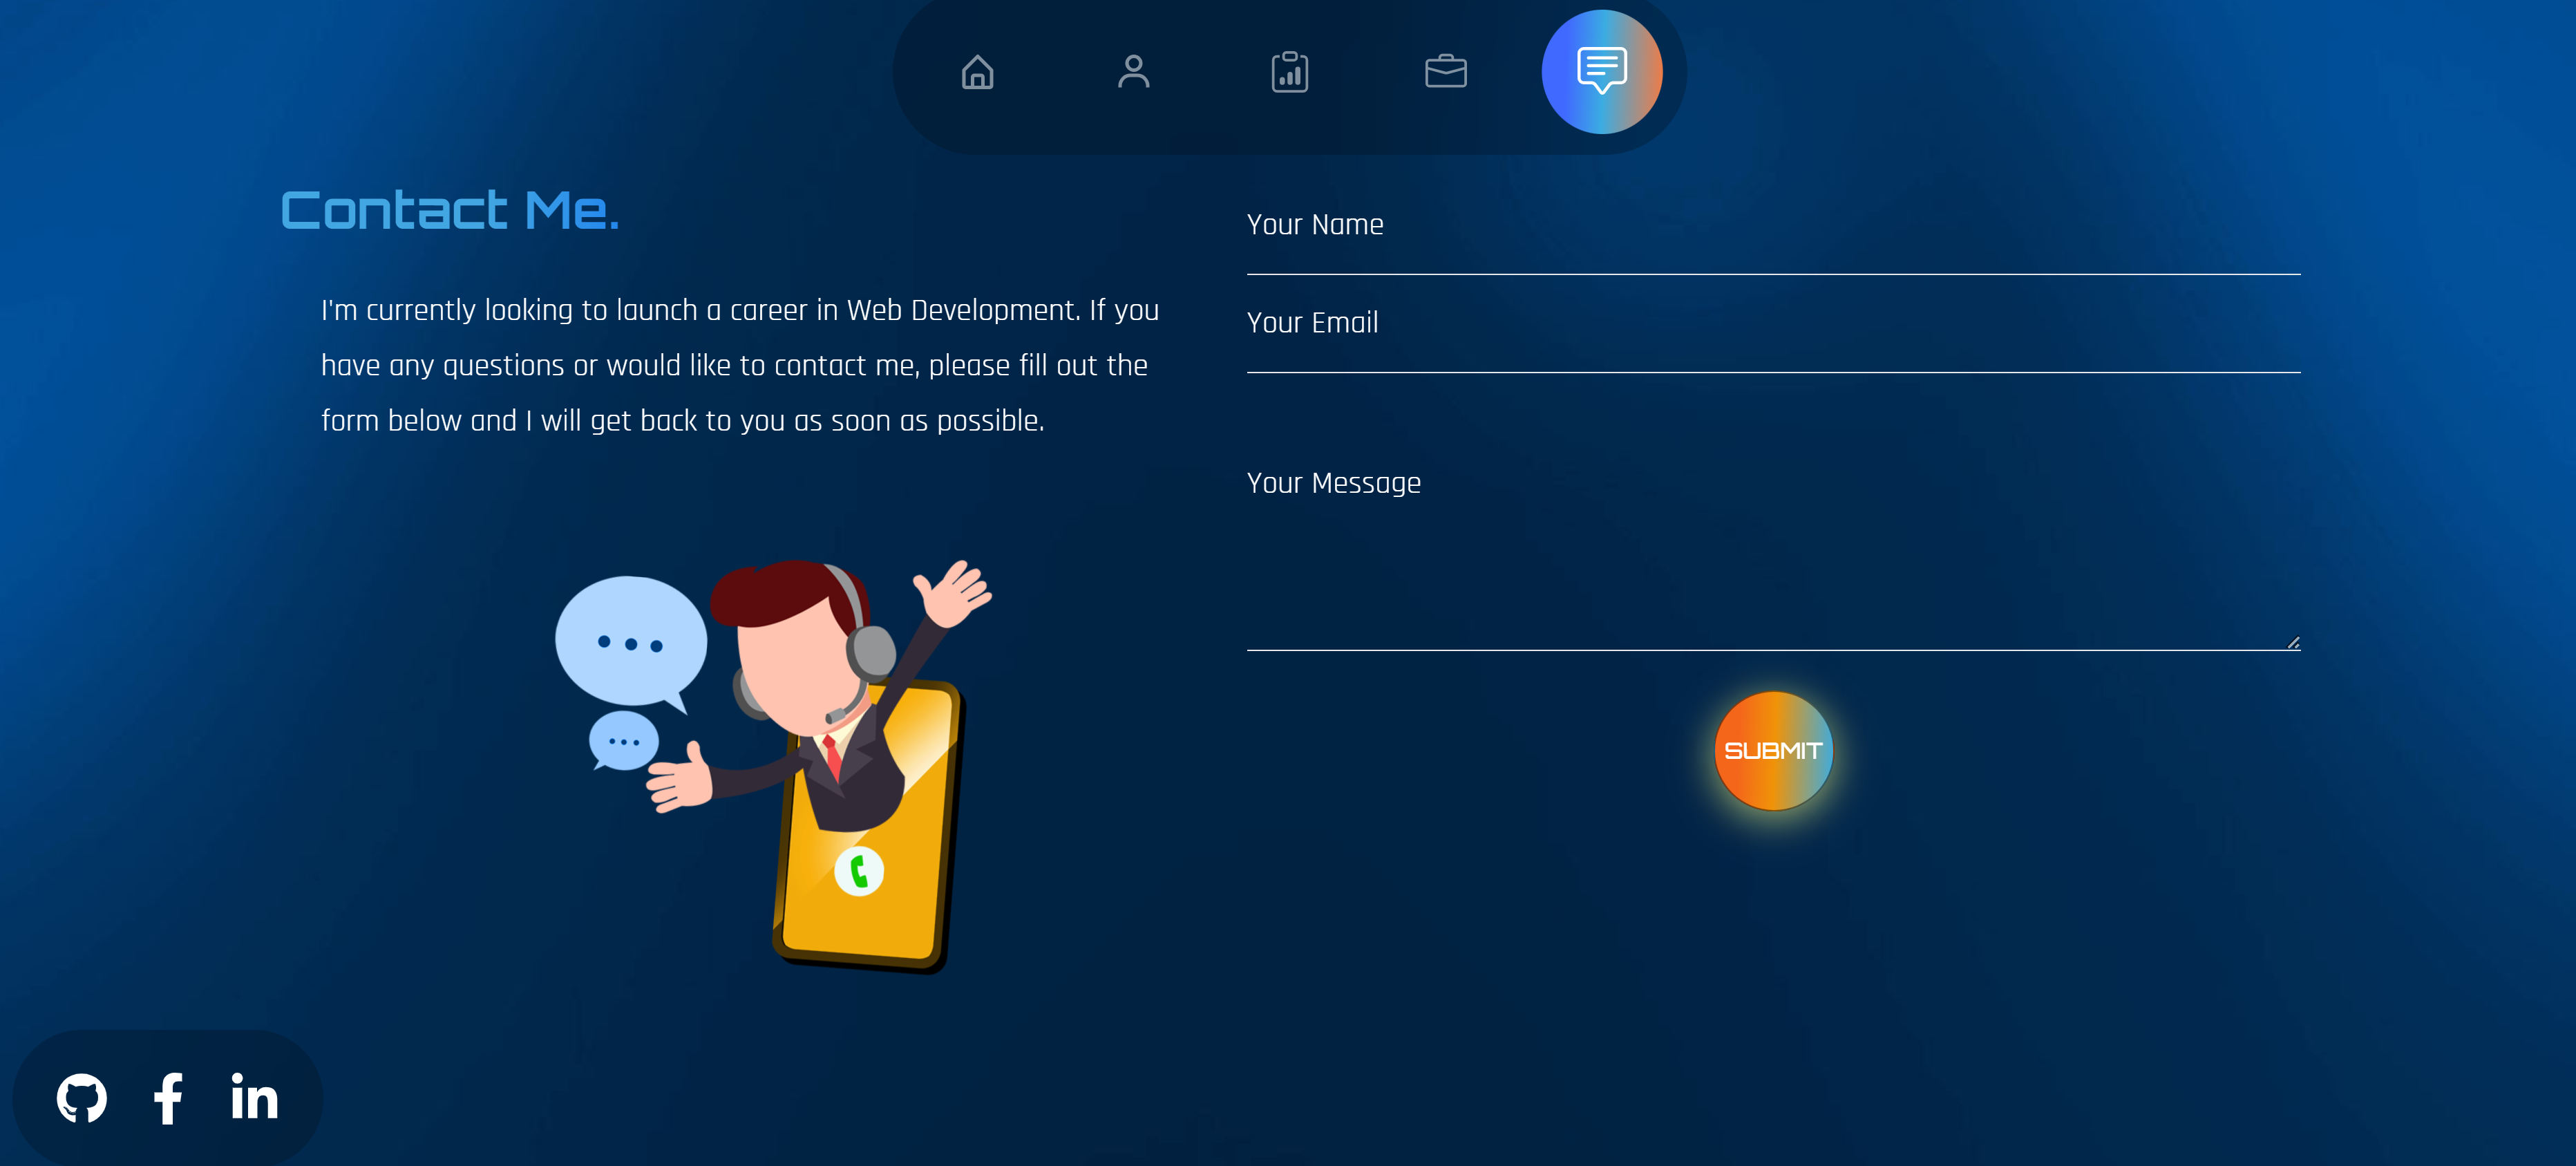 Contact Me.
I'm currently looking to launch a career in Web Development. If you
have any questions or would like to contact me, please fill out the
form below and I will get back to you as soon as possible.
Your Name
Your Email
Your Message
SUBMIT